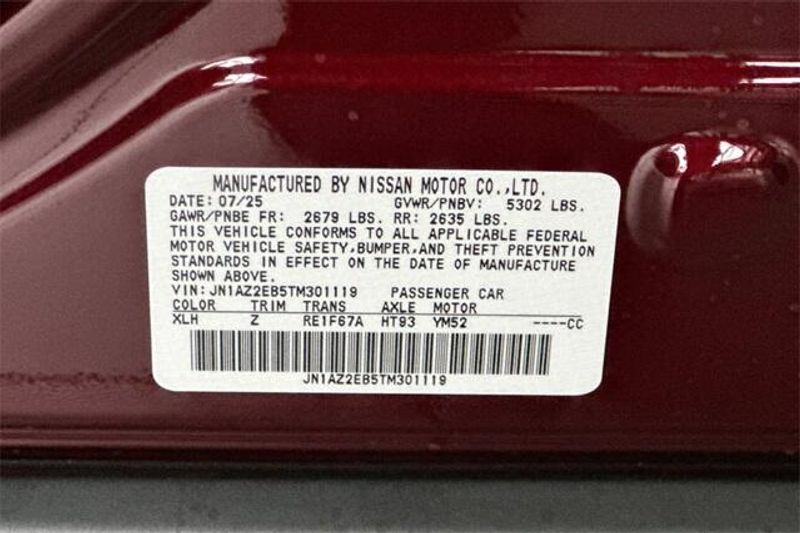 MANUFACTURED BY NISSAN MOTOR CO.,LTD.
DATE: 07/25 GVWR/PNBV: 5302 LBS.
GAWR/PNBE FR: 2679 LBS. RR: 2635 LBS.
THIS VEHICLE CONFORMS TO ALL APPLICABLE FEDERAL
MOTOR VEHICLE SAFETY,BUMPER,AND THEFT PREVENTION
STANDARDS IN EFFECT ON THE DATE OF MANUFACTURE
SHOWN ABOVE.
VIN: JN1AZ2EB5TM301119 PASSENGER CAR
COLOR TRIM TRANS AXLE MOTOR
XLH Z RE1F67A HT93 YM52 ----CC
JN1AZ2EB5TM301119